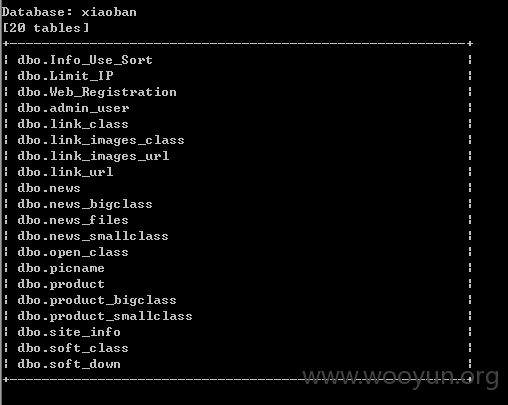 Database: xiaoban
[20 tables]
+---------------------------------------------------------+
¦ dbo.Info_Use_Sort ¦
¦ dbo.Limit_IP ¦
¦ dbo.Web_Registration ¦
¦ dbo.admin_user ¦
¦ dbo.link_class ¦
¦ dbo.link_images_class ¦
¦ dbo.link_images_url ¦
¦ dbo.link_url ¦
¦ dbo.news ¦
¦ dbo.news_bigclass ¦
¦ dbo.news_files ¦
¦ dbo.news_smallclass ¦
¦ dbo.open_class ¦
¦ dbo.picname ¦
¦ dbo.product ¦
¦ dbo.product_bigclass ¦
¦ dbo.product_smallclass ¦
¦ dbo.site_info ¦
¦ dbo.soft_class ¦
¦ dbo.soft_down ¦
+---------------------------------------------------------+
www.wooyun.org